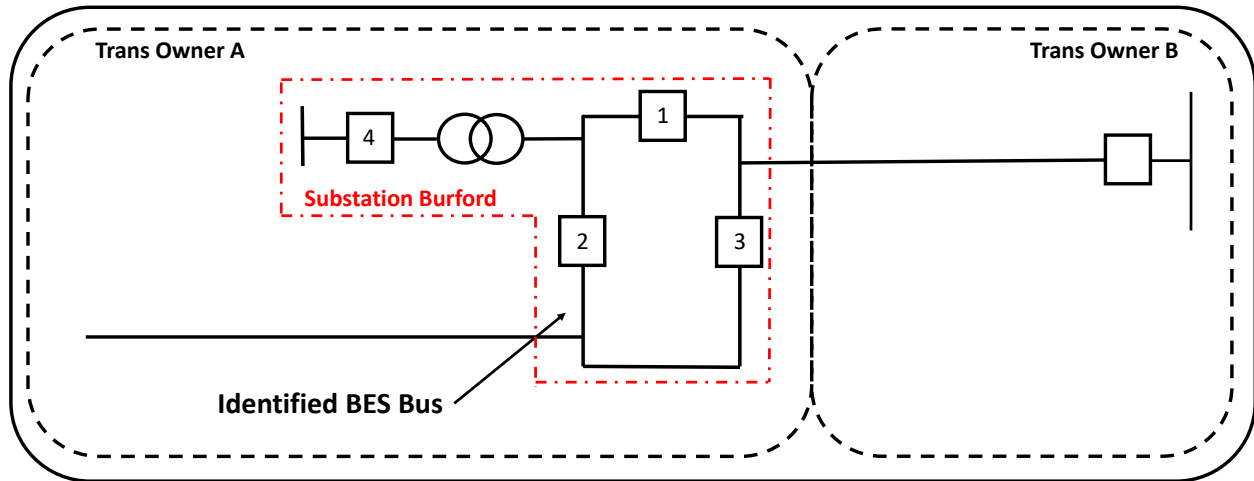 Trans Owner A
Trans Owner B
1
4
Substation Burford
2
3
Identified BES Bus